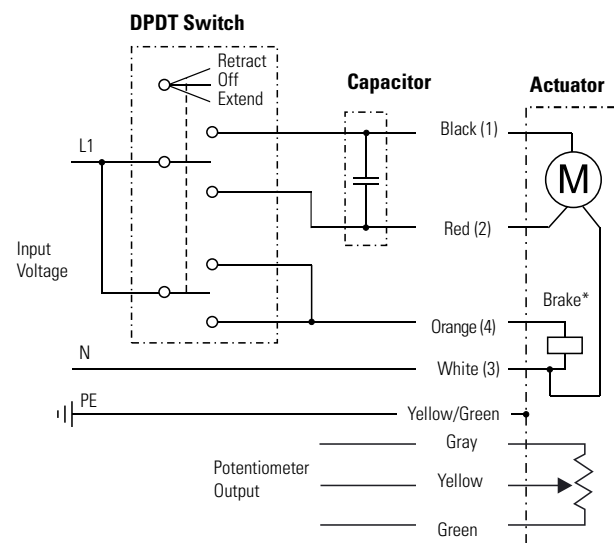 DPDT Switch
Retract
Off
Extend
Capacitor
Actuator
L1
Black (1)
M
Red (2)
Input
Voltage
Brake*
Orange (4)
N
White (3)
PE
Yellow/Green
Gray
Potentiometer
Output
Yellow
Green